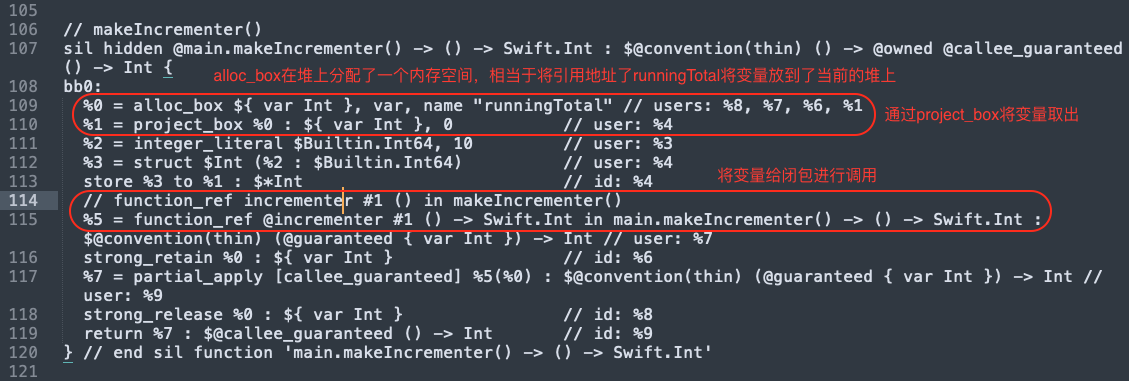 105
106 // makeIncrementer()
107 sil hidden @main.makeIncrementer() -> () -> Swift.Int : $@convention(thin) () -> @owned @callee_guaranteed
() -> Int {
alloc_box在堆上分配了一个内存空间，相当于将引用地址了runningTotal将变量放到了当前的堆上
108 bb0:
109 %0 = alloc_box ${ var Int }, var, name "runningTotal" // users: %8, %7, %6, %1
通过project_box将变量取出
110 %1 = project_box %0 : ${ var Int }, 0 // user: %4
111 %2 = integer_literal $Builtin.Int64, 10 // user: %3
112 %3 = struct $Int (%2 : $Builtin.Int64) // user: %4
将变量给闭包进行调用
113 store %3 to %1 : $*Int // id: %4
114 // function_ref incrementer #1 () in makeIncrementer()
115 %5 = function_ref @incrementer #1 () -> Swift.Int in main.makeIncrementer() -> () -> Swift.Int :
$@convention(thin) (@guaranteed { var Int }) -> Int // user: %7
116 strong_retain %0 : ${ var Int } // id: %6
117 %7 = partial_apply [callee_guaranteed] %5(%0) : $@convention(thin) (@guaranteed { var Int }) -> Int //
user: %9
118 strong_release %0 : ${ var Int } // id: %8
119 return %7 : $@callee_guaranteed () -> Int // id: %9
120 } // end sil function 'main.makeIncrementer() -> () -> Swift.Int'
121